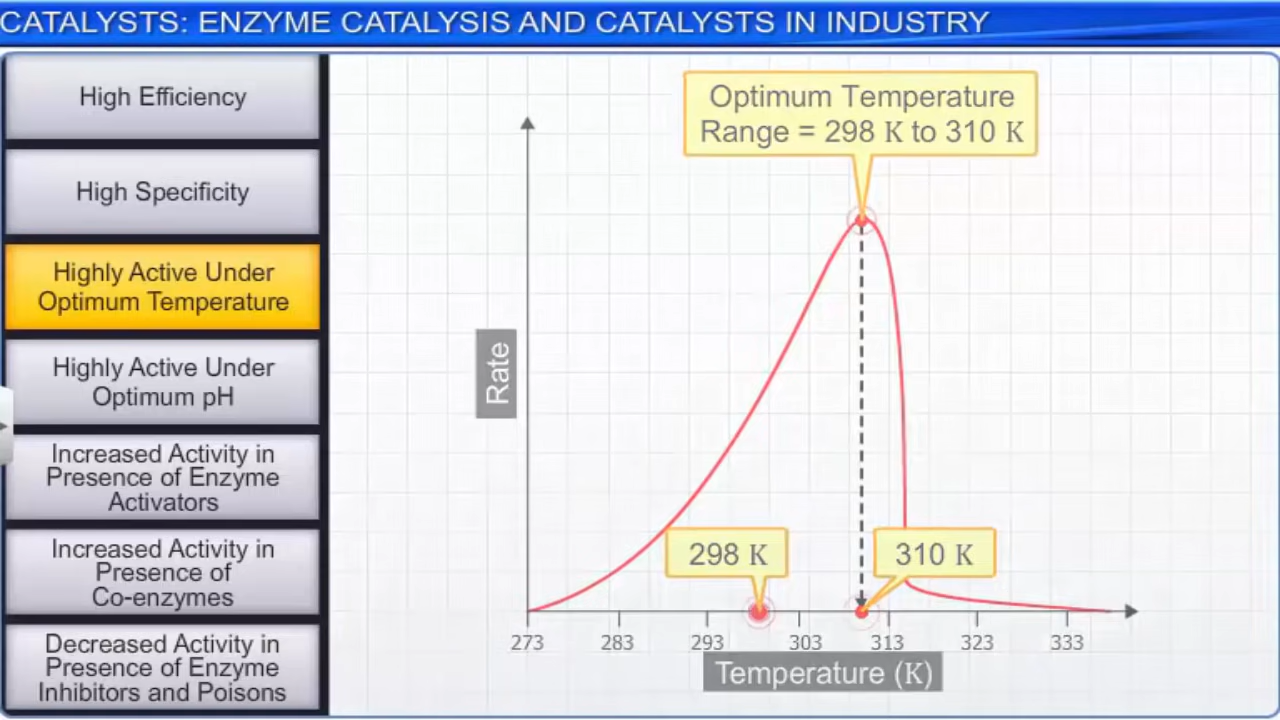 CATALYSTS: ENZYME CATALYSIS AND CATALYSTS IN INDUSTRY
High Efficiency
High Specificity
Highly Active Under
Optimum Temperature
Highly Active Under
Optimum pH
Increased Activity in
Presence of Enzyme
Activators
Increased Activity in
Presence of
Co-enzymes
Decreased Activity in
Presence of Enzyme
Inhibitors and Poisons
Optimum Temperature
Range = 298 K to 310 K
Rate
298 K
310 K
273 283 293 303 313 323 333
Temperature (K)